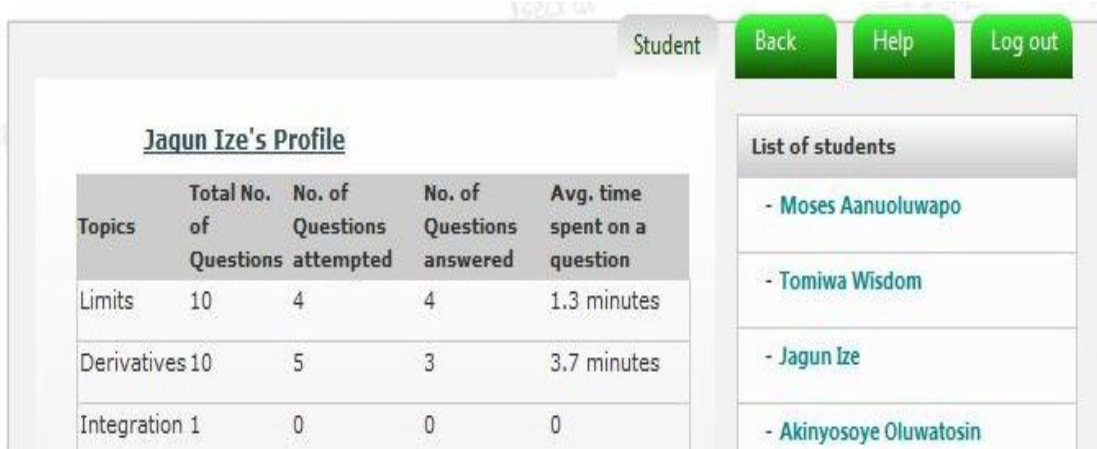 Student Back Help Log out
Jagun Ize's Profile
Topics Total No. of Questions No. of Questions attempted No. of Questions answered Avg. time spent on a question
Limits 10 4 4 1.3 minutes
Derivatives 10 5 3 3.7 minutes
Integration 1 0 0 0
List of students
- Moses Aanuoluwapo
- Tomiwa Wisdom
- Jagun Ize
- Akinyosoye Oluwatosin